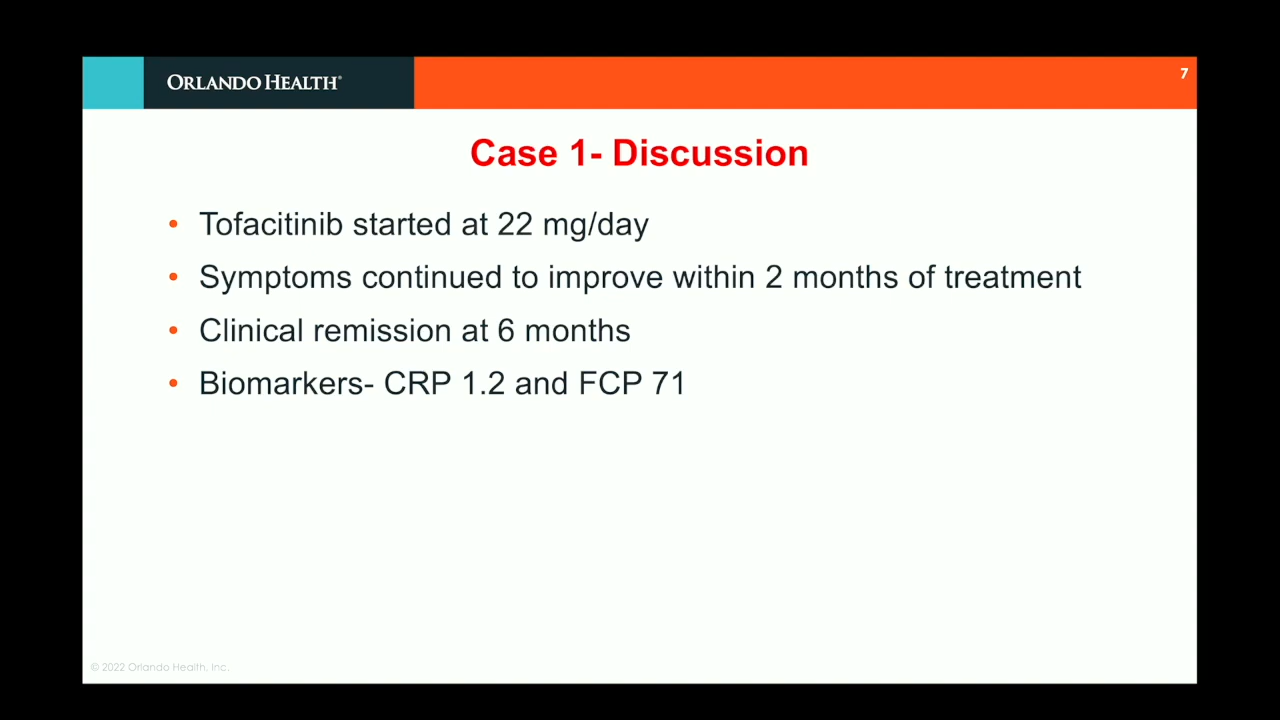 ORLANDO HEALTH®
7
Case 1- Discussion
• Tofacitinib started at 22 mg/day
• Symptoms continued to improve within 2 months of treatment
• Clinical remission at 6 months
• Biomarkers- CRP 1.2 and FCP 71
© 2022 Orlando Health, Inc.